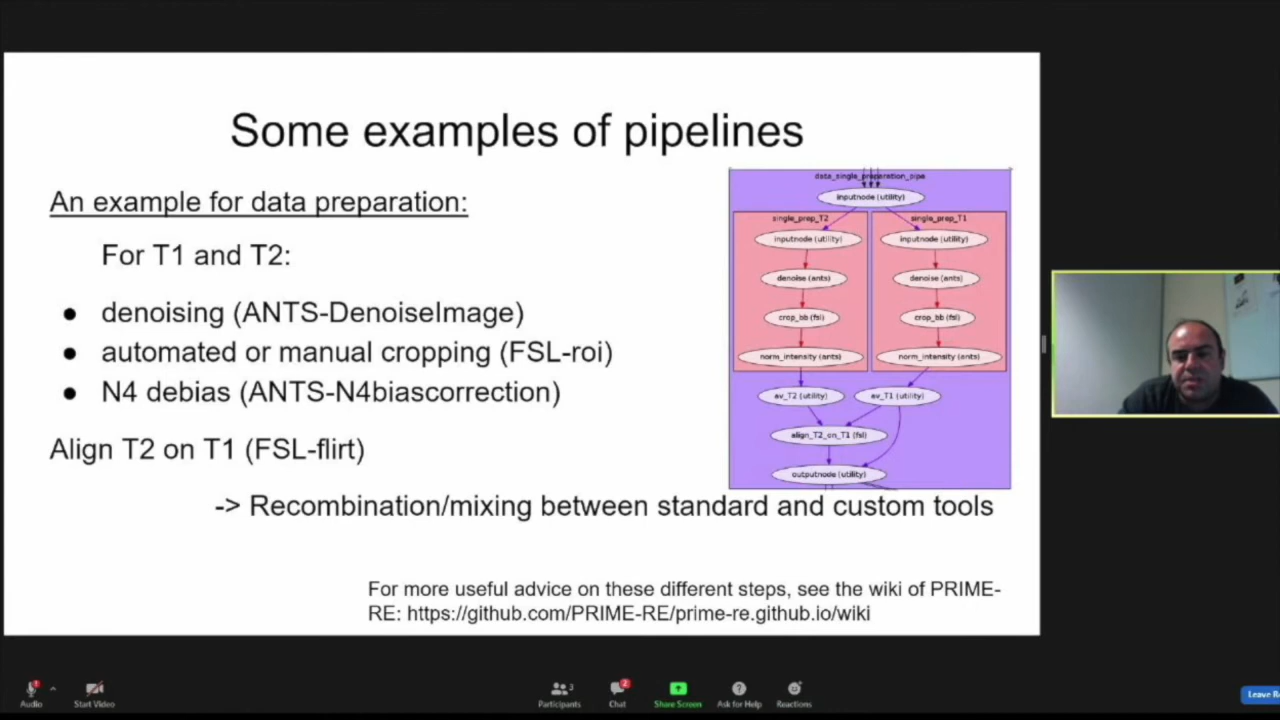 Some examples of pipelines
An example for data preparation:
For T1 and T2:
● denoising (ANTS-DenoiseImage)
● automated or manual cropping (FSL-roi)
● N4 debias (ANTS-N4biascorrection)
Align T2 on T1 (FSL-flirt)
-> Recombination/mixing between standard and custom tools
For more useful advice on these different steps, see the wiki of PRIME-
RE: https://github.com/PRIME-RE/prime-re.github.io/wiki
data_single_preparation_pipe
inputnode (utility)
single_prep_T2
single_prep_T1
inputnode (utility)
inputnode (utility)
denoise (ants)
denoise (ants)
crop_bb (fsl)
crop_bb (fsl)
norm_intensity (ants)
norm_intensity (ants)
av_T2 (utility)
av_T1 (utility)
align_T2_on_T1 (fsl)
outputnode (utility)
Audio
Start Video
3
Participants
2
Chat
Share Screen
Ask for Help
Reactions
Leave